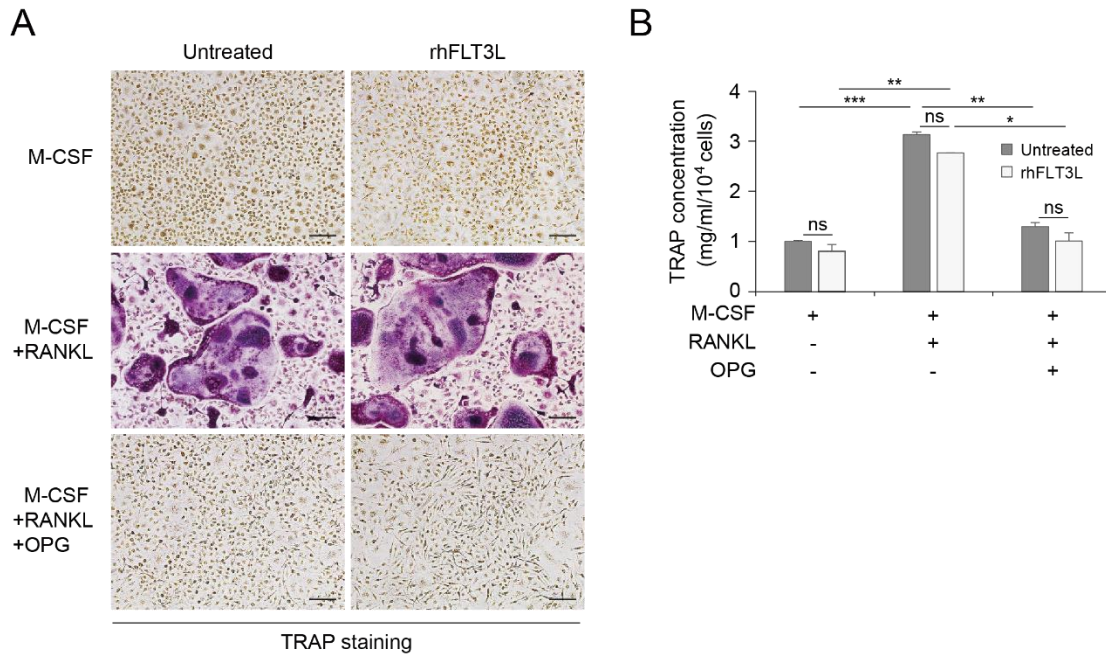 A
Untreated
rhFLT3L
M-CSF
M-CSF
+RANKL
M-CSF
+RANKL
+OPG
TRAP staining
B
TRAP concentration
(mg/ml/10⁴ cells)
4
3
2
1
0
**
***
**
ns
*
ns
ns
Untreated
rhFLT3L
M-CSF + + +
RANKL - + +
OPG - - +